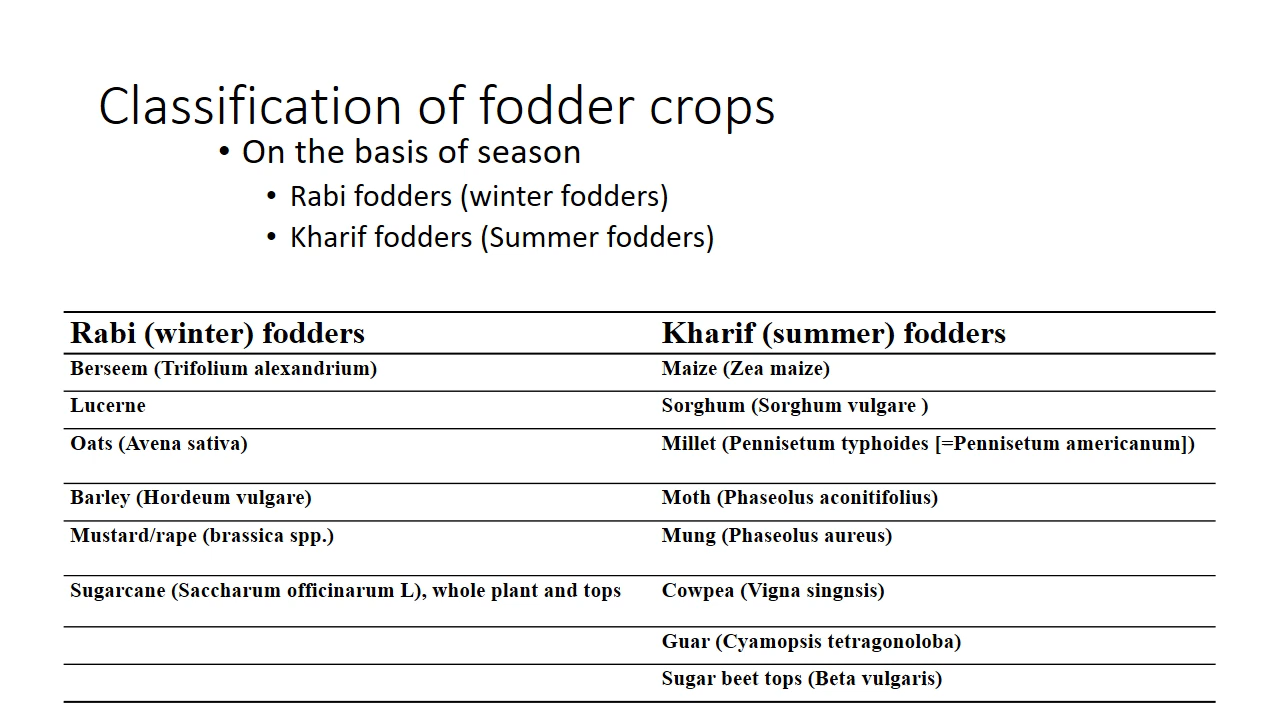 Classification of fodder crops
• On the basis of season
• Rabi fodders (winter fodders)
• Kharif fodders (Summer fodders)
Rabi (winter) fodders Kharif (summer) fodders
Berseem (Trifolium alexandrium) Maize (Zea maize)
Lucerne Sorghum (Sorghum vulgare )
Oats (Avena sativa) Millet (Pennisetum typhoides [=Pennisetum americanum])
Barley (Hordeum vulgare) Moth (Phaseolus aconitifolius)
Mustard/rape (brassica spp.) Mung (Phaseolus aureus)
Sugarcane (Saccharum officinarum L), whole plant and tops Cowpea (Vigna singnsis)
Guar (Cyamopsis tetragonoloba)
Sugar beet tops (Beta vulgaris)